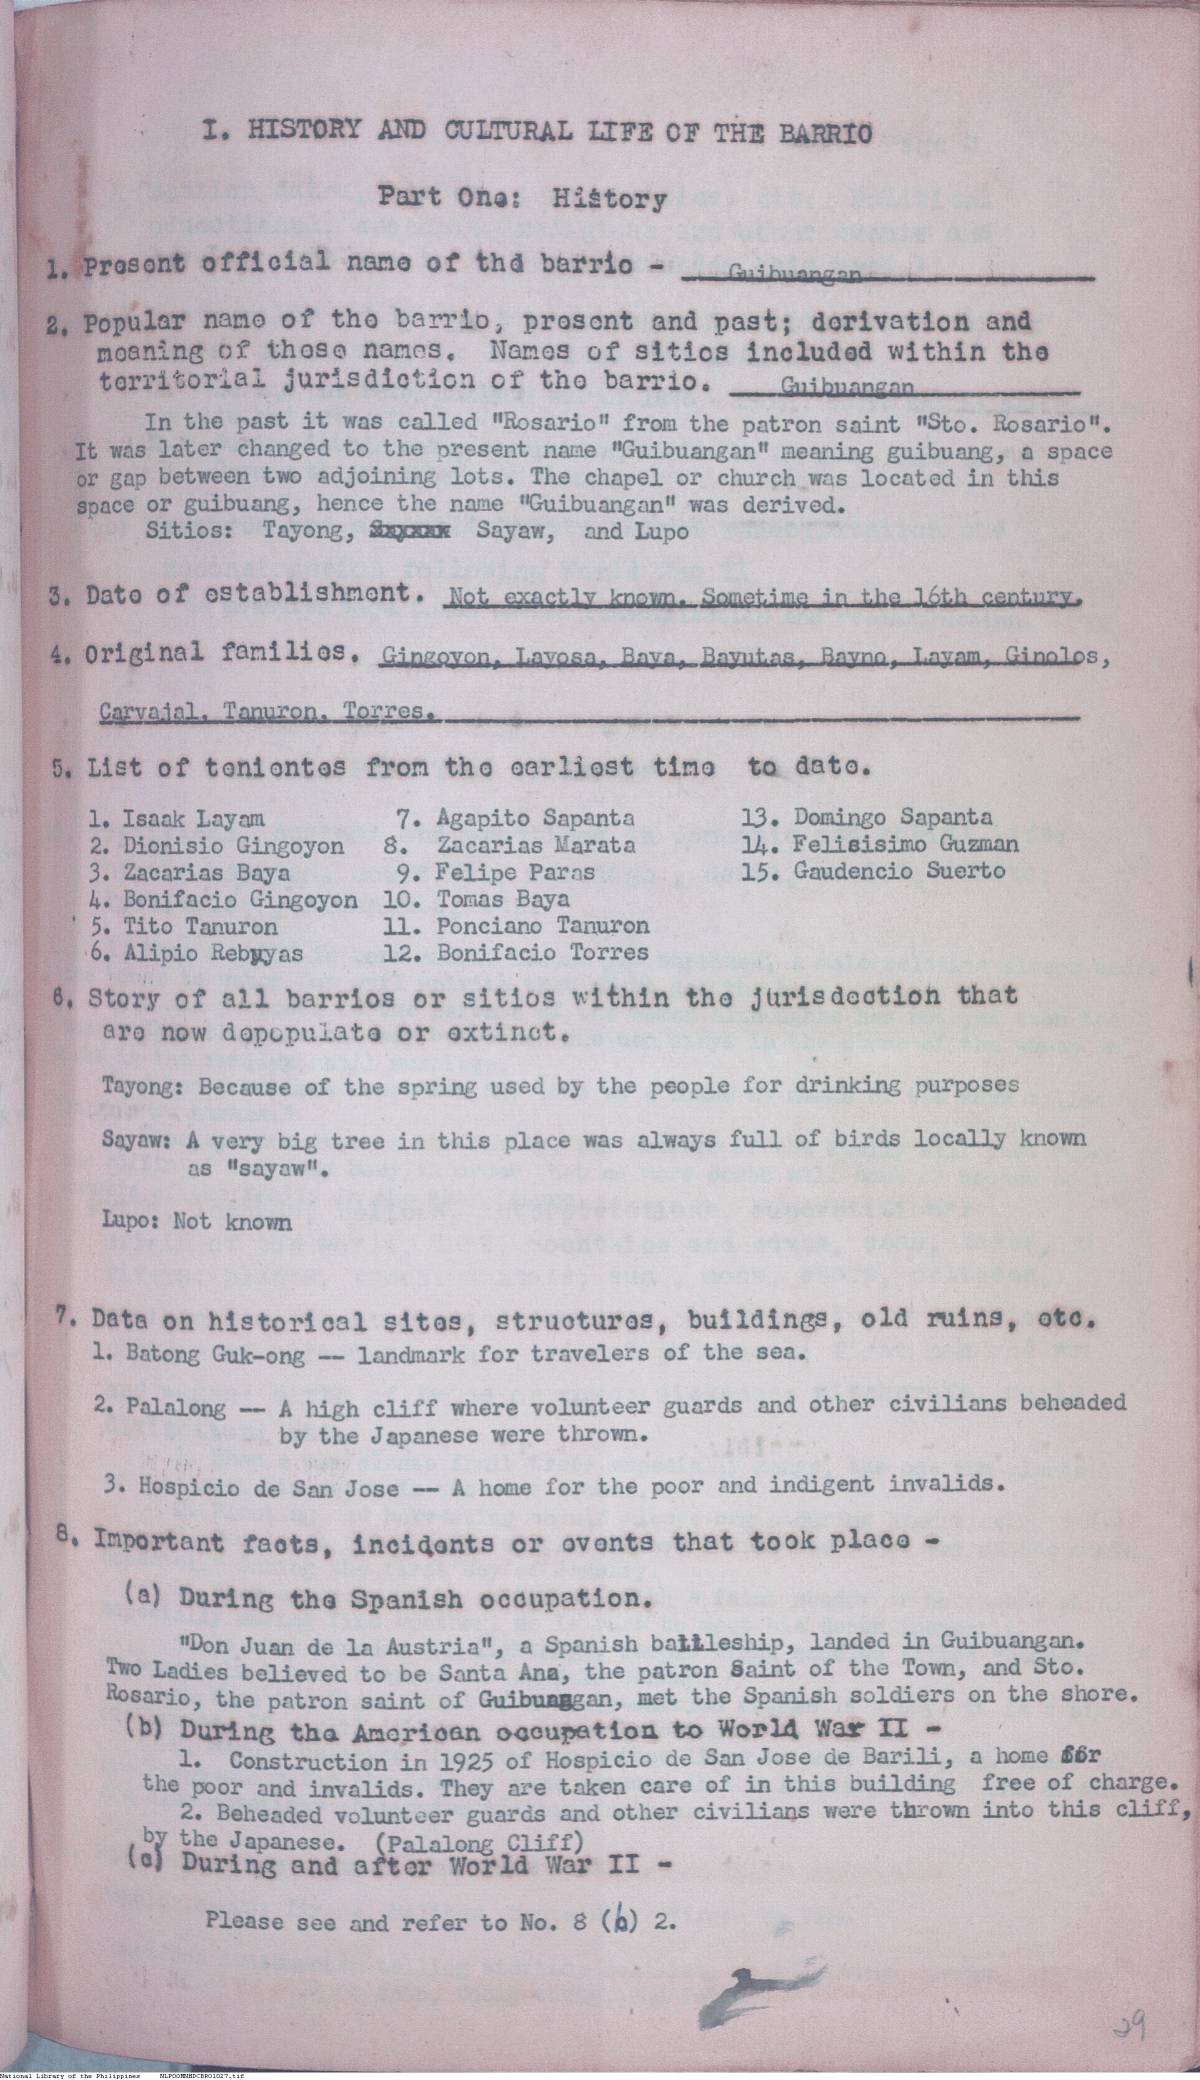 I. HISTORY AND CULTURAL LIFE OF THE BARRIO
Part One: History
1. Present official name of thd barrio - Guibuangan
2. Popular name of the barrio, present and past; derivation and
meaning of these names. Names of sitios included within the
territorial jurisdiction of the barrio. Guibuangan
In the past it was called "Rosario" from the patron saint "Sto. Rosario".
It was later changed to the present name "Guibuangan" meaning guibuang, a space
or gap between two adjoining lots. The chapel or church was located in this
space or guibuang, hence the name "Guibuangan" was derived.
Sitios: Tayong, Sayaw, and Lupo
3. Date of establishment. Not exactly known. Sometime in the 16th century.
4. Original families. Gingoyon, Layosa, Baya, Bayutas, Bayno, Layam, Ginolos,
Carvajal, Tanuron, Torres.
5. List of tenientes from the earliest time to date.
1. Isaak Layam 7. Agapito Sapanta 13. Domingo Sapanta
2. Dionisio Gingoyon 8. Zacarias Marata 14. Felisisimo Guzman
3. Zacarias Baya 9. Felipe Paras 15. Gaudencio Suerto
4. Bonifacio Gingoyon 10. Tomas Baya
5. Tito Tanuron 11. Ponciano Tanuron
6. Alipio Rebuyas 12. Bonifacio Torres
6. Story of all barrios or sitios within the jurisdection that
are now depopulate or extinct.
Tayong: Because of the spring used by the people for drinking purposes
Sayaw: A very big tree in this place was always full of birds locally known
as "sayaw".
Lupo: Not known
7. Data on historical sites, structures, buildings, old ruins, etc.
1. Batong Guk-ong -- landmark for travelers of the sea.
2. Palalong -- A high cliff where volunteer guards and other civilians beheaded
by the Japanese were thrown.
3. Hospicio de San Jose -- A home for the poor and indigent invalids.
8. Important facts, incidents or events that took place -
(a) During the Spanish occupation.
"Don Juan de la Austria", a Spanish battleship, landed in Guibuangan.
Two Ladies believed to be Santa Ana, the patron Saint of the Town, and Sto.
Rosario, the patron saint of Guibuangan, met the Spanish soldiers on the shore.
(b) During the American occupation to World War II -
1. Construction in 1925 of Hospicio de San Jose de Barili, a home for
the poor and invalids. They are taken care of in this building free of charge.
2. Beheaded volunteer guards and other civilians were thrown into this cliff,
by the Japanese. (Palalong Cliff)
(c) During and after World War II -
Please see and refer to No. 8 (b) 2.
29
National Library of the Philippines NLPOOMNHDCBR01027.tif